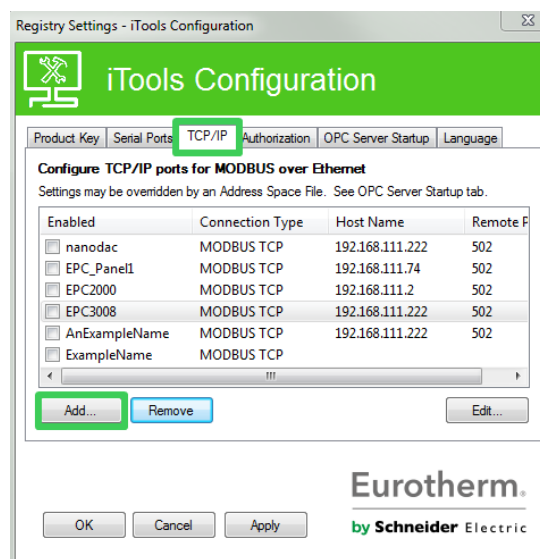 Registry Settings - iTools Configuration
iTools Configuration
Product Key Serial Ports TCP/IP Authorization OPC Server Startup Language
Configure TCP/IP ports for MODBUS over Ethernet
Settings may be overridden by an Address Space File. See OPC Server Startup tab.
Enabled Connection Type Host Name Remote P
nanodac MODBUS TCP 192.168.111.222 502
EPC_Panel1 MODBUS TCP 192.168.111.74 502
EPC2000 MODBUS TCP 192.168.111.2 502
EPC3008 MODBUS TCP 192.168.111.222 502
AnExampleName MODBUS TCP 192.168.111.222 502
ExampleName MODBUS TCP
Add... Remove Edit...
Eurotherm®
by Schneider Electric
OK Cancel Apply